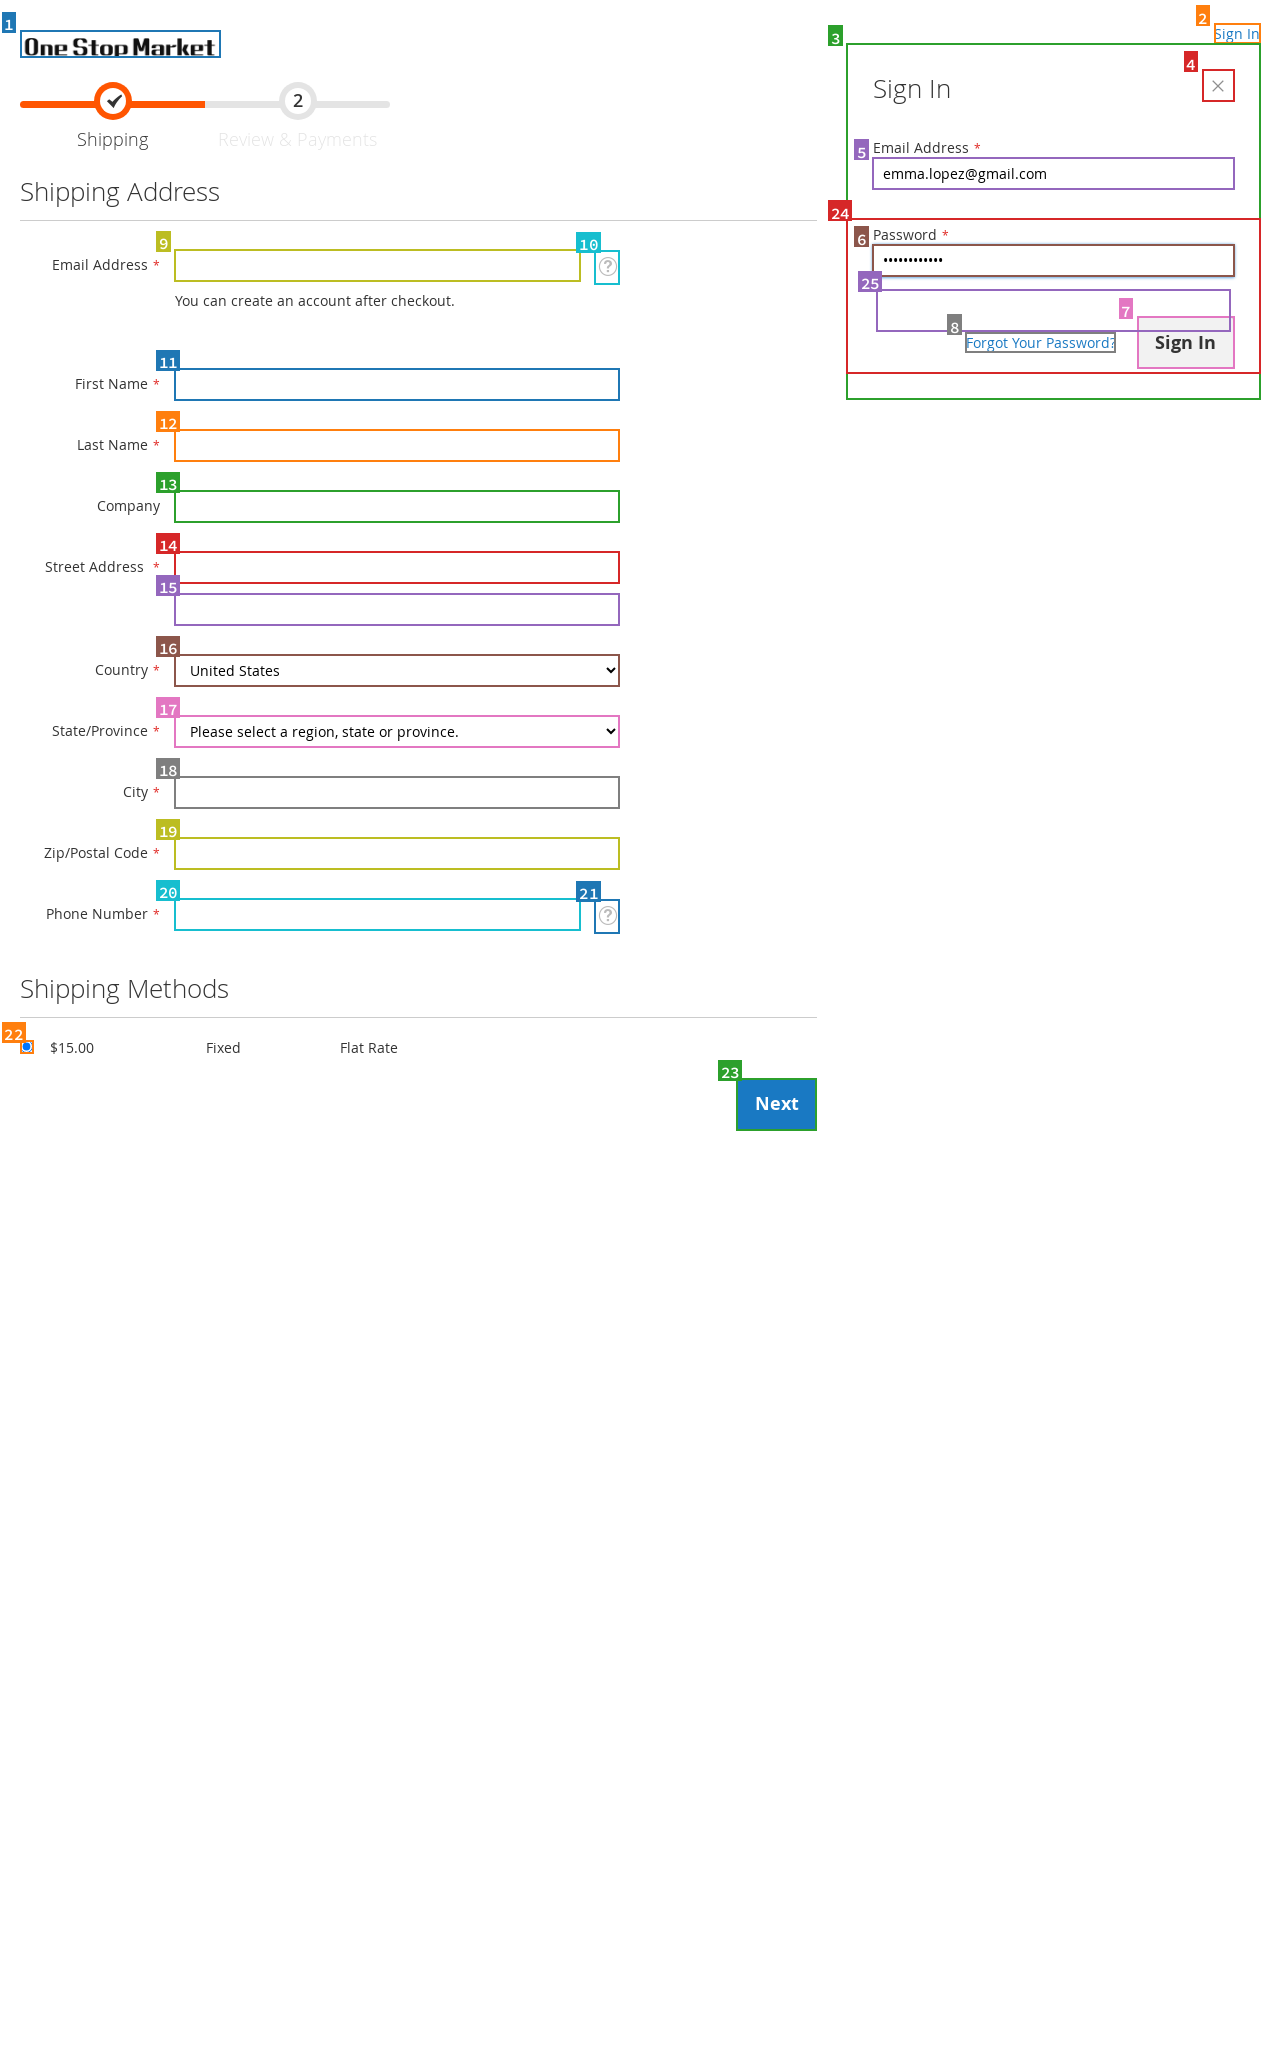 1
One Stop Market
2
Sign In
3
4
Sign In
5
Email Address *
emma.lopez@gmail.com
24
6
Password *
••••••••••••
25
7
8
Forgot Your Password?
Sign In
Shipping
2
Review & Payments
Shipping Address
9
10
Email Address *
You can create an account after checkout.
11
First Name *
12
Last Name *
13
Company
14
Street Address *
15
16
Country *
United States
17
State/Province *
Please select a region, state or province.
18
City *
19
Zip/Postal Code *
20
21
Phone Number *
Shipping Methods
22
$15.00 Fixed Flat Rate
23
Next